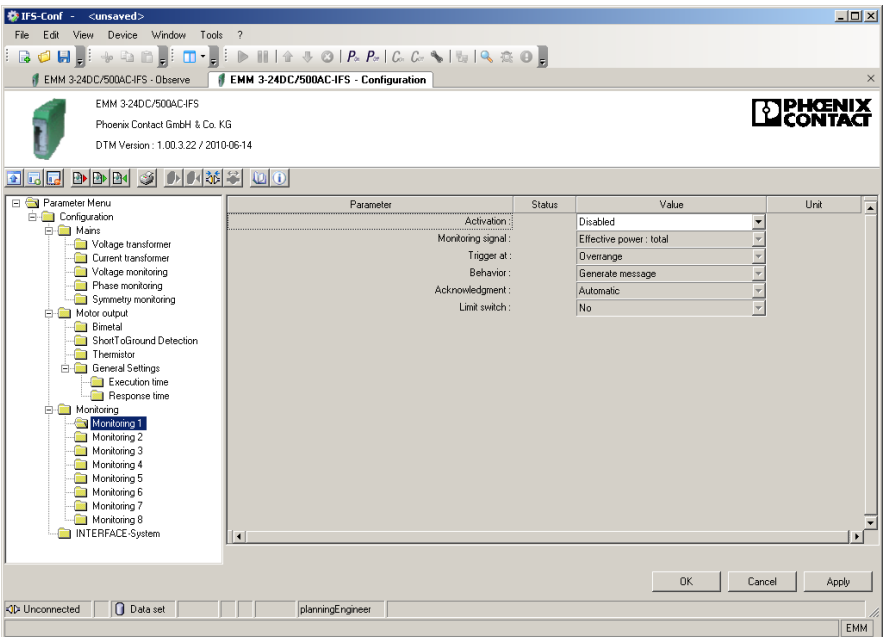 IFS-Conf - <unsaved>
File Edit View Device Window Tools ?
EMM 3-24DC/500AC-IFS - Observe
EMM 3-24DC/500AC-IFS - Configuration
EMM 3-24DC/500AC-IFS
Phoenix Contact GmbH & Co. KG
DTM Version : 1.00.3.22 / 2010-06-14
PHŒNIX
CONTACT
Parameter Menu
Configuration
Mains
Voltage transformer
Current transformer
Voltage monitoring
Phase monitoring
Symmetry monitoring
Motor output
Bimetal
ShortToGround Detection
Thermistor
General Settings
Execution time
Response time
Monitoring
Monitoring 1
Monitoring 2
Monitoring 3
Monitoring 4
Monitoring 5
Monitoring 6
Monitoring 7
Monitoring 8
INTERFACE-System
Parameter Status Value Unit
Activation : Disabled
Monitoring signal : Effective power : total
Trigger at : Overrange
Behavior : Generate message
Acknowledgment : Automatic
Limit switch : No
OK Cancel Apply
Unconnected Data set planningEngineer
EMM